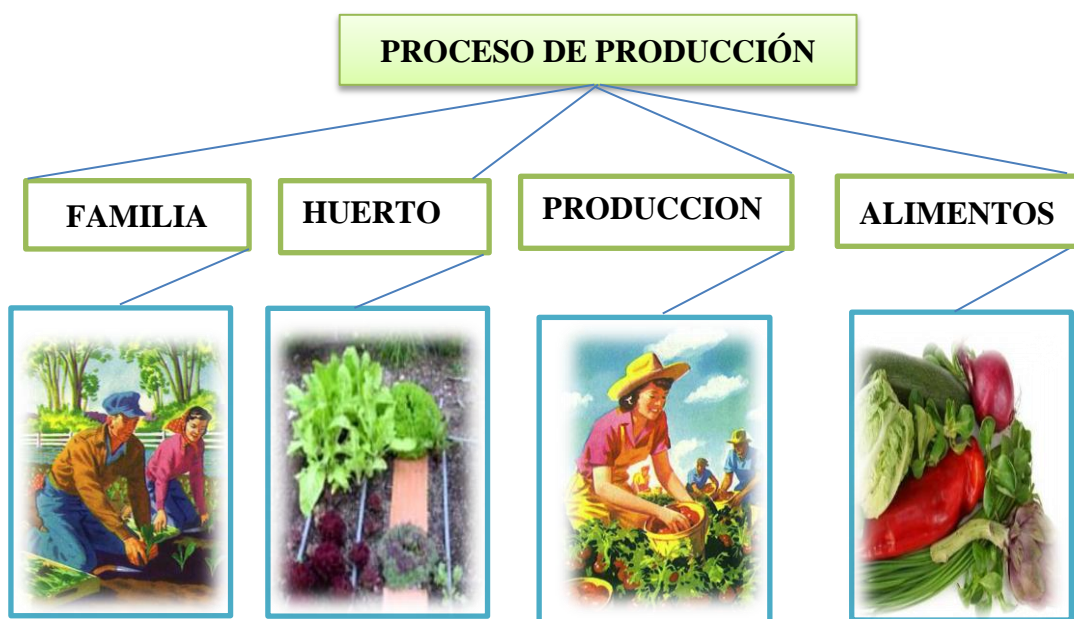 PROCESO DE PRODUCCIÓN
FAMILIA
HUERTO
PRODUCCION
ALIMENTOS